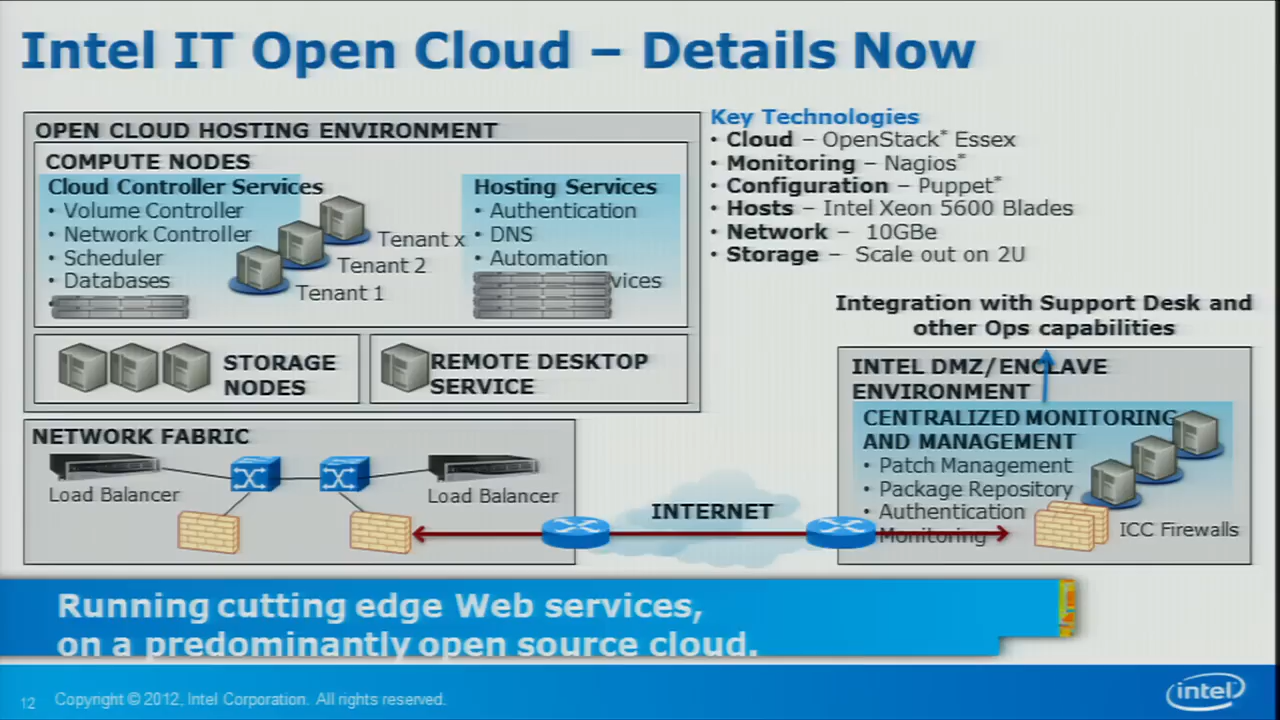 Intel IT Open Cloud – Details Now
OPEN CLOUD HOSTING ENVIRONMENT
COMPUTE NODES
Cloud Controller Services
• Volume Controller
• Network Controller
• Scheduler
• Databases
Tenant x
Tenant 2
Tenant 1
Hosting Services
• Authentication
• DNS
• Automation
STORAGE
NODES
REMOTE DESKTOP
SERVICE
Key Technologies
• Cloud – OpenStack* Essex
• Monitoring – Nagios*
• Configuration – Puppet*
• Hosts – Intel Xeon 5600 Blades
• Network – 10GBe
• Storage – Scale out on 2U
Integration with Support Desk and
other Ops capabilities
INTEL DMZ/ENCLAVE
ENVIRONMENT
CENTRALIZED MONITORING
AND MANAGEMENT
• Patch Management
• Package Repository
• Authentication
• Monitoring
ICC Firewalls
NETWORK FABRIC
Load Balancer
Load Balancer
INTERNET
Running cutting edge Web services,
on a predominantly open source cloud.
12 Copyright © 2012, Intel Corporation. All rights reserved.
intel